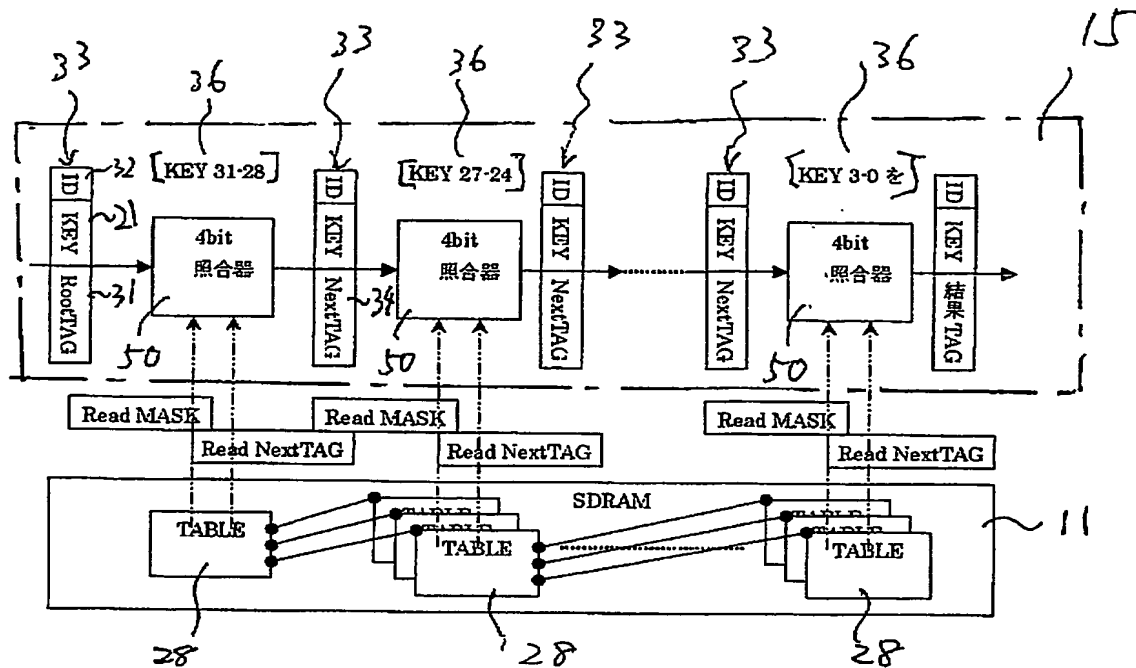 33
36
33
36
33
33
36
15
[KEY 31-28]
[KEY 27-24]
[KEY 3-0 を]
ID
32
KEY
21
RootTAG
31
4bit
照合器
50
ID
KEY
NextTAG
34
4bit
照合器
50
ID
KEY
NextTAG
ID
KEY
NextTAG
4bit
照合器
50
ID
KEY
結果TAG
Read MASK
Read NextTAG
Read MASK
Read NextTAG
Read MASK
Read NextTAG
SDRAM
11
TABLE
TABLE
TABLE
TABLE
TABLE
TABLE
TABLE
28
28
28